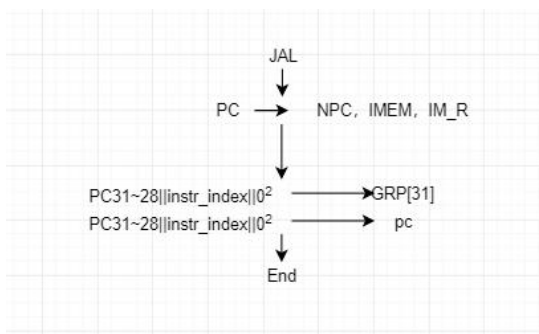 JAL
PC NPC, IMEM, IM_R
PC31~28||instr_index||0² GRP[31]
PC31~28||instr_index||0² pc
End